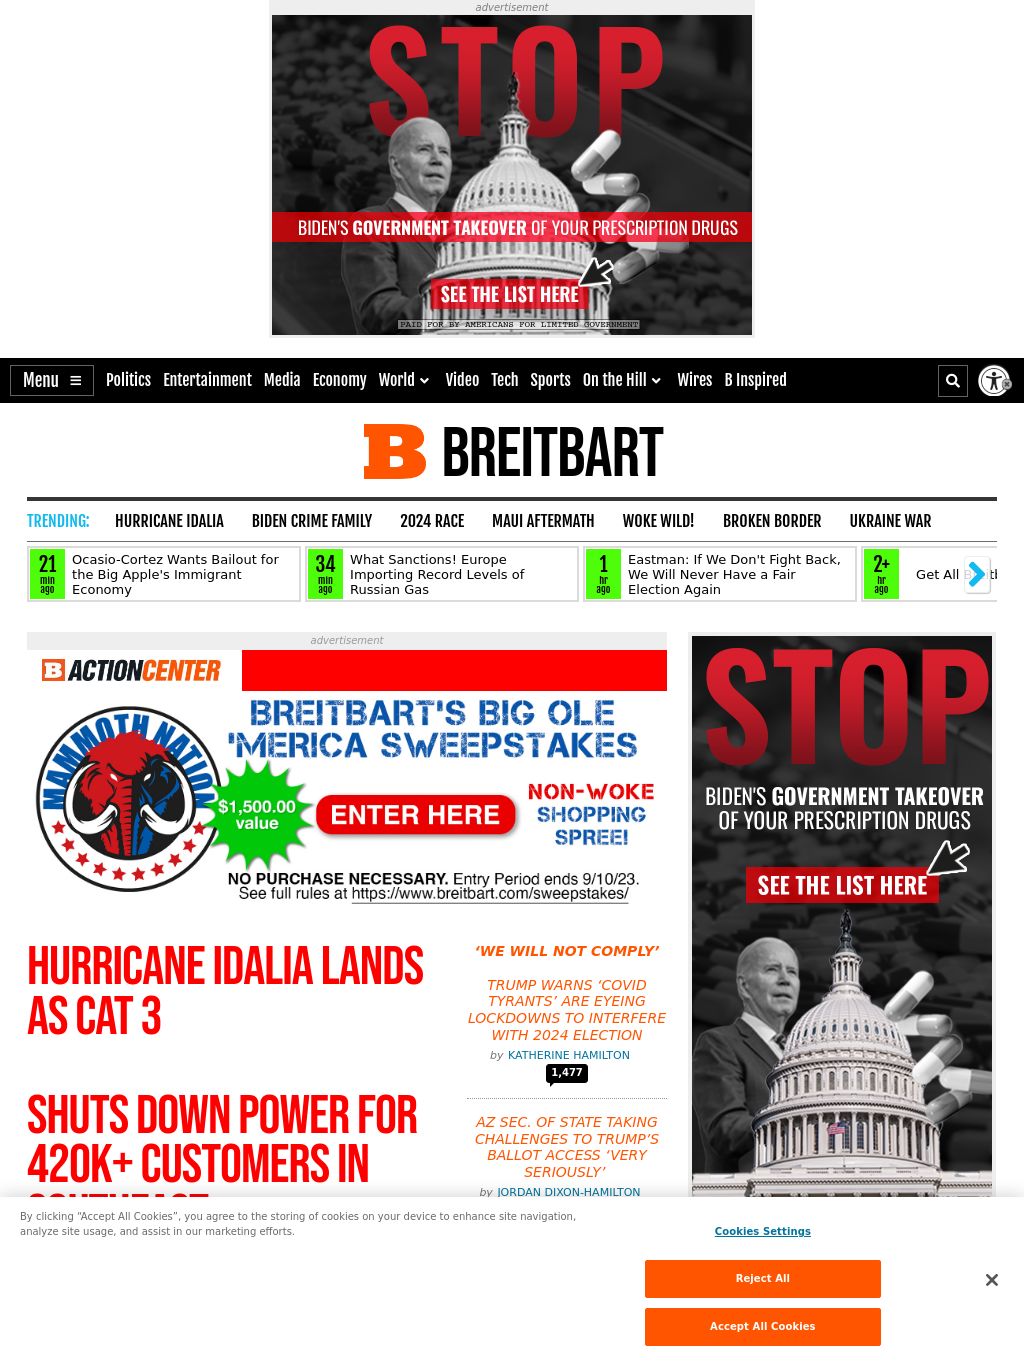 advertisement
STOP
BIDEN'S GOVERNMENT TAKEOVER OF YOUR PRESCRIPTION DRUGS
SEE THE LIST HERE
PAID FOR BY AMERICANS FOR LIMITED GOVERNMENT
Menu
Politics Entertainment Media Economy World Video Tech Sports On the Hill Wires B Inspired
B BREITBART
TRENDING: HURRICANE IDALIA BIDEN CRIME FAMILY 2024 RACE MAUI AFTERMATH WOKE WILD! BROKEN BORDER UKRAINE WAR
21 min ago
Ocasio-Cortez Wants Bailout for
the Big Apple's Immigrant
Economy
34 min ago
What Sanctions! Europe
Importing Record Levels of
Russian Gas
1 hr ago
Eastman: If We Don't Fight Back,
We Will Never Have a Fair
Election Again
2+ hr ago
Get All
advertisement
B ACTIONCENTER
BREITBART'S BIG OLE
'MERICA SWEEPSTAKES
MAMMOTH NATION
$1,500.00
value
ENTER HERE
NON-WOKE
SHOPPING
SPREE!
NO PURCHASE NECESSARY. Entry Period ends 9/10/23.
See full rules at https://www.breitbart.com/sweepstakes/
STOP
BIDEN'S GOVERNMENT TAKEOVER
OF YOUR PRESCRIPTION DRUGS
SEE THE LIST HERE
HURRICANE IDALIA LANDS
AS CAT 3
SHUTS DOWN POWER FOR
420K+ CUSTOMERS IN
‘WE WILL NOT COMPLY’
TRUMP WARNS ‘COVID
TYRANTS’ ARE EYEING
LOCKDOWNS TO INTERFERE
WITH 2024 ELECTION
by KATHERINE HAMILTON
1,477
AZ SEC. OF STATE TAKING
CHALLENGES TO TRUMP’S
BALLOT ACCESS ‘VERY
SERIOUSLY’
by JORDAN DIXON-HAMILTON
By clicking “Accept All Cookies”, you agree to the storing of cookies on your device to enhance site navigation,
analyze site usage, and assist in our marketing efforts.
Cookies Settings
Reject All
Accept All Cookies